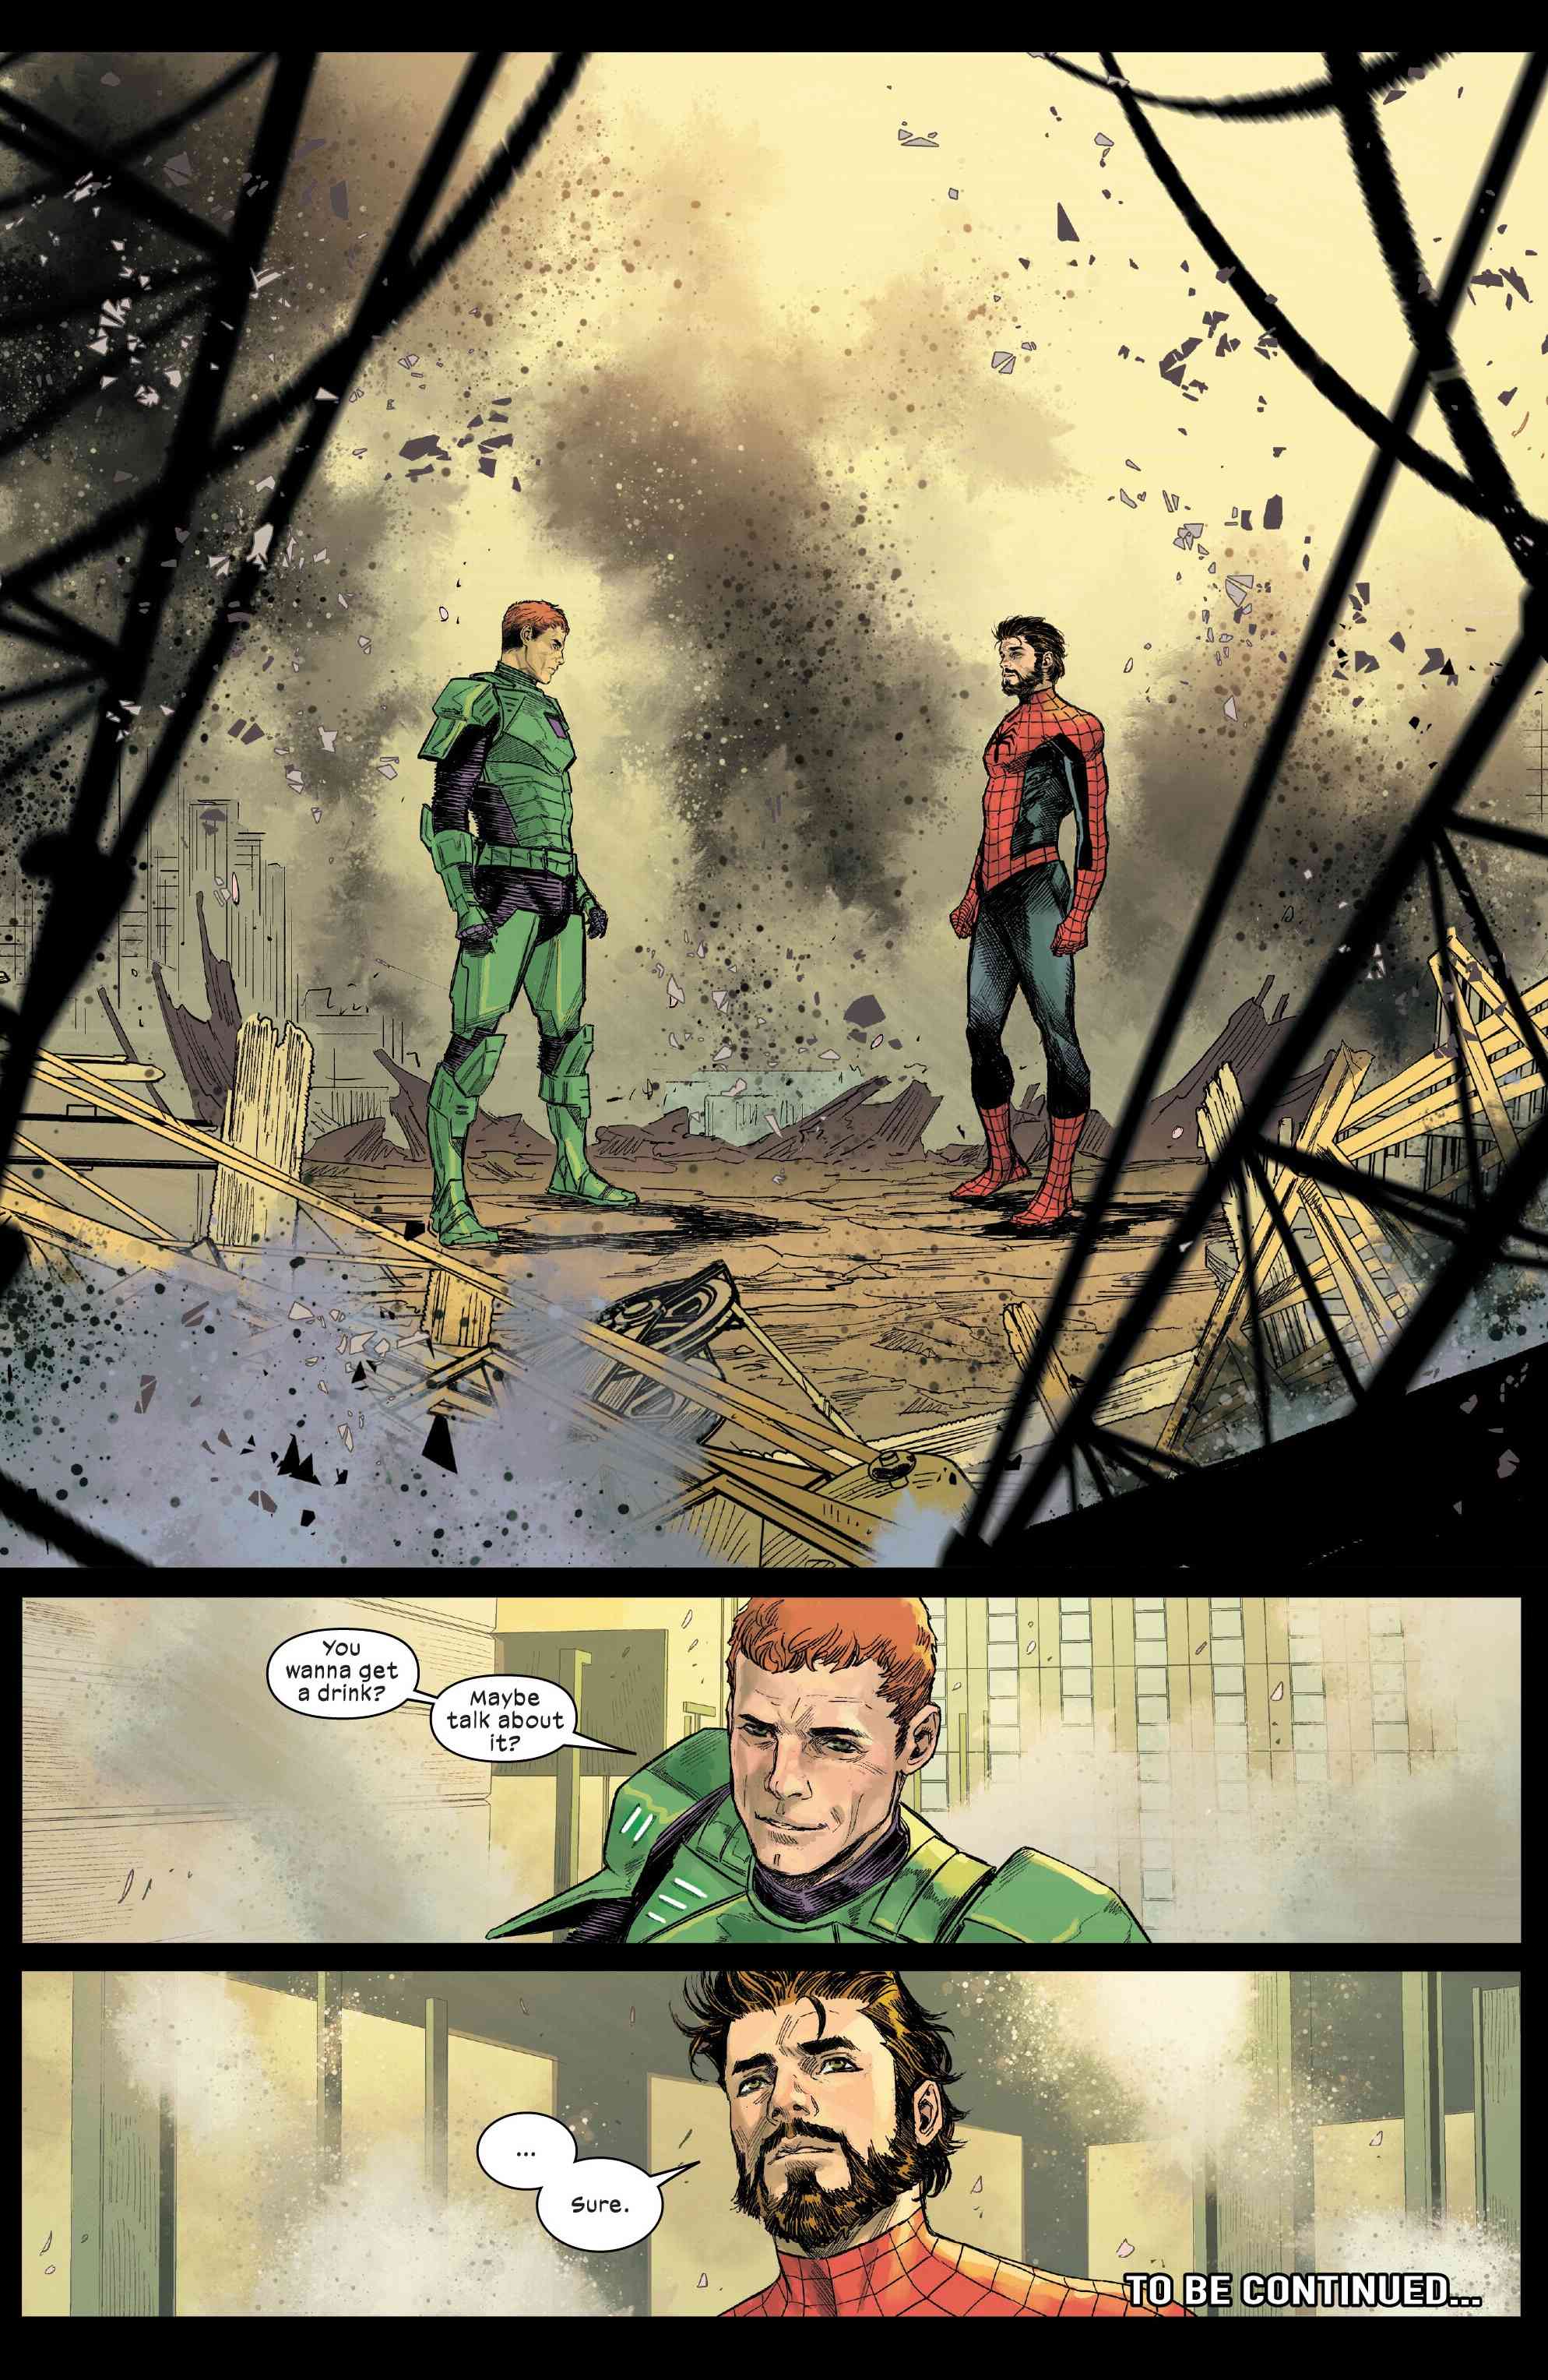 You
wanna get
a drink?
Maybe
talk about
it?
...
Sure.
TO BE CONTINUED...